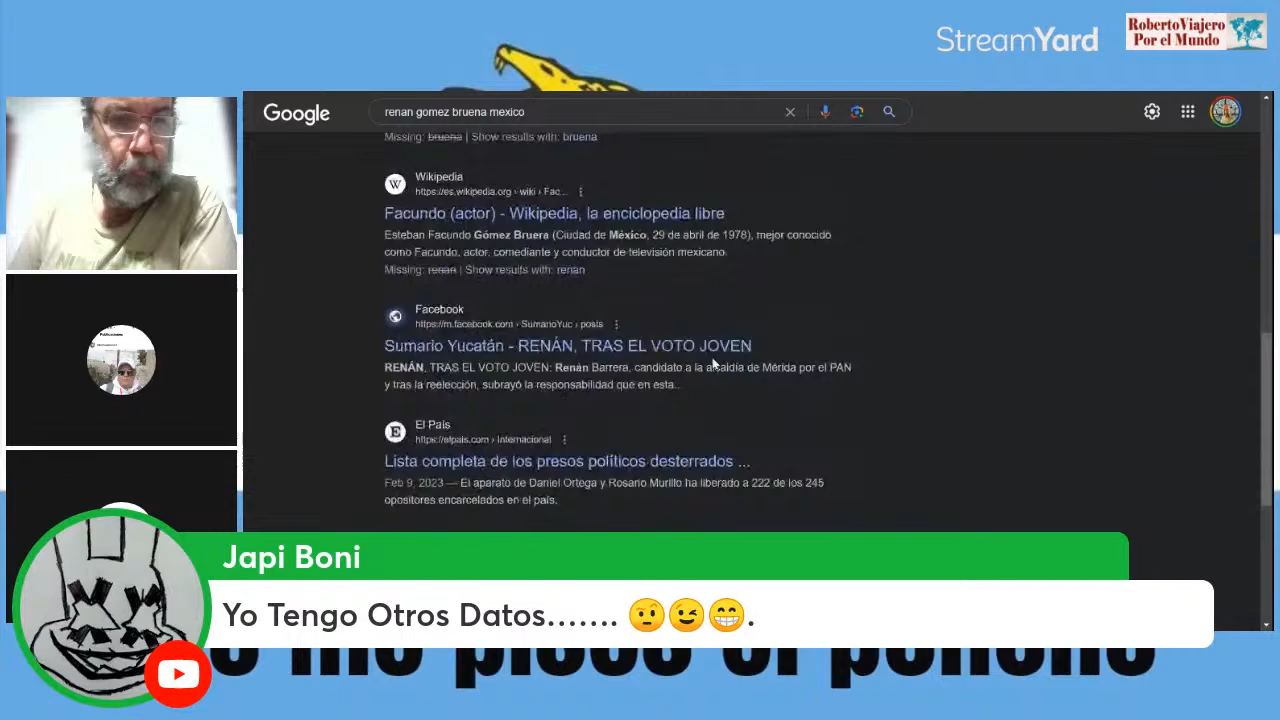 StreamYard
RobertoViajero
Por el Mundo
Google
renan gomez bruena mexico
Missing: bruena | Show results with: bruena
Wikipedia
https://es.wikipedia.org › wiki › Fac...
Facundo (actor) - Wikipedia, la enciclopedia libre
Esteban Facundo Gómez Bruera (Ciudad de México, 29 de abril de 1978), mejor conocido
como Facundo, actor, comediante y conductor de televisión mexicano.
Missing: renan | Show results with: renan
Facebook
https://m.facebook.com › SumarioYuc › posts
Sumario Yucatán - RENÁN, TRAS EL VOTO JOVEN
RENÁN, TRAS EL VOTO JOVEN: Renán Barrera, candidato a la alcaldía de Mérida por el PAN
y tras la reelección, subrayó la responsabilidad que en esta...
El País
https://elpais.com › Internacional
Lista completa de los presos políticos desterrados ...
Feb 9, 2023 — El aparato de Daniel Ortega y Rosario Murillo ha liberado a 222 de los 245
opositores encarcelados en el país.
Japi Boni
Yo Tengo Otros Datos....... 🤨😉😁.